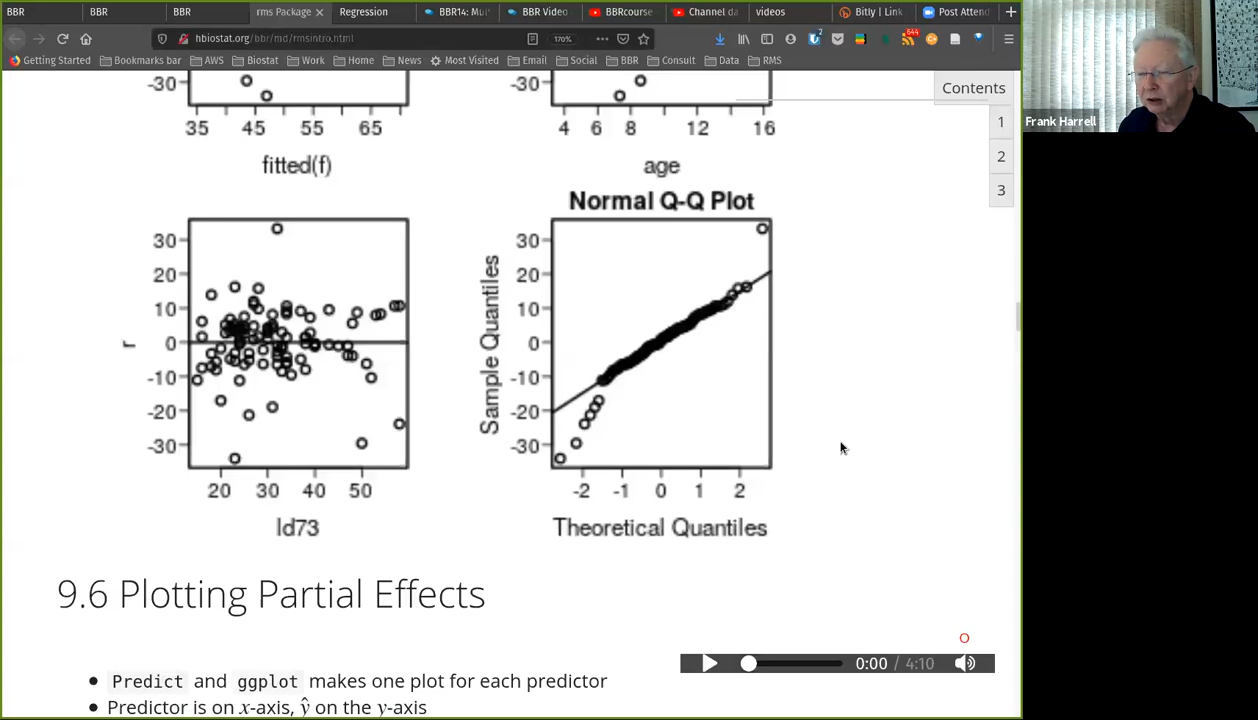 BBR BBR BBR rms Package Regression BBR14: Mul BBR Video BBRcourse Channel da videos Bitly | Link Post Attend
hbiostat.org/bbr/md/rmsintro.html 170% 2 644
Getting Started Bookmarks bar AWS Biostat Work Home News Most Visited Email Social BBR Consult Data RMS
Contents
1
2
3
Frank Harrell
-30 -30
35 45 55 65 4 6 8 12 16
fitted(f) age
Normal Q-Q Plot
30 30
20 20
10 10
r 0 Sample Quantiles 0
-10 -10
-20 -20
-30 -30
20 30 40 50 -2 -1 0 1 2
ld73 Theoretical Quantiles
9.6 Plotting Partial Effects
O
0:00 / 4:10
• Predict and ggplot makes one plot for each predictor
• Predictor is on x-axis, ŷ on the y-axis